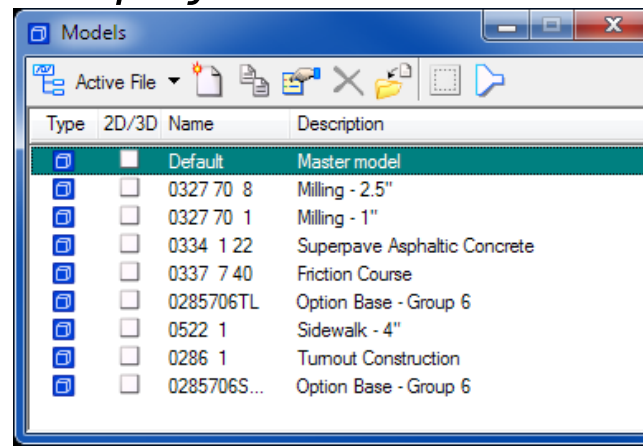 Models
Active File
Type 2D/3D Name Description
Default Master model
0327 70 8 Milling - 2.5"
0327 70 1 Milling - 1"
0334 1 22 Superpave Asphaltic Concrete
0337 7 40 Friction Course
0285706TL Option Base - Group 6
0522 1 Sidewalk - 4"
0286 1 Turnout Construction
0285706S... Option Base - Group 6